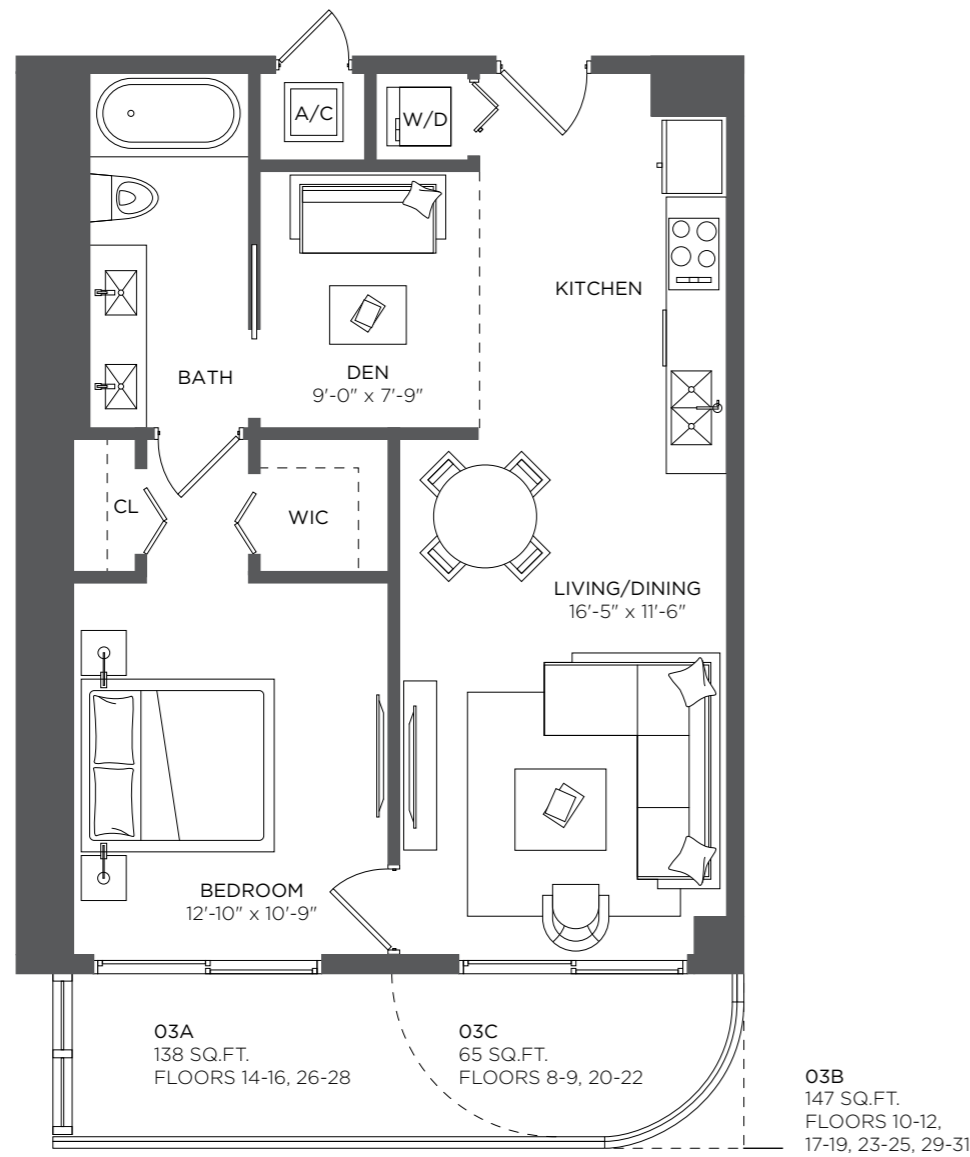 A/C
W/D
KITCHEN
BATH
DEN
9'-0" x 7'-9"
CL
WIC
LIVING/DINING
16'-5" x 11'-6"
BEDROOM
12'-10" x 10'-9"
03A
138 SQ.FT.
FLOORS 14-16, 26-28
03C
65 SQ.FT.
FLOORS 8-9, 20-22
03B
147 SQ.FT.
FLOORS 10-12,
17-19, 23-25, 29-31